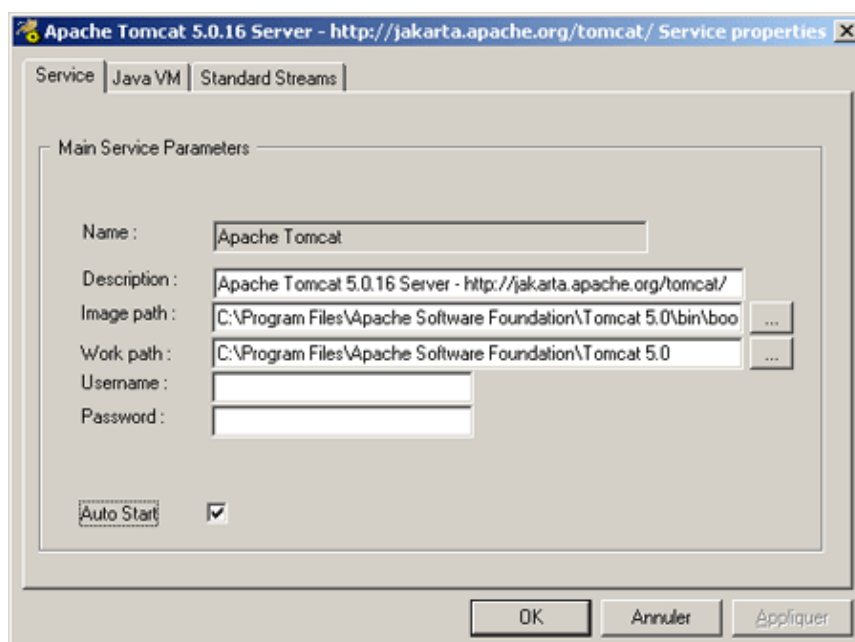 Apache Tomcat 5.0.16 Server - http://jakarta.apache.org/tomcat/ Service properties
Service Java VM Standard Streams
Main Service Parameters
Name : Apache Tomcat
Description : Apache Tomcat 5.0.16 Server - http://jakarta.apache.org/tomcat/
Image path : C:\Program Files\Apache Software Foundation\Tomcat 5.0\bin\boo ...
Work path : C:\Program Files\Apache Software Foundation\Tomcat 5.0 ...
Username :
Password :
Auto Start
OK Annuler Appliquer